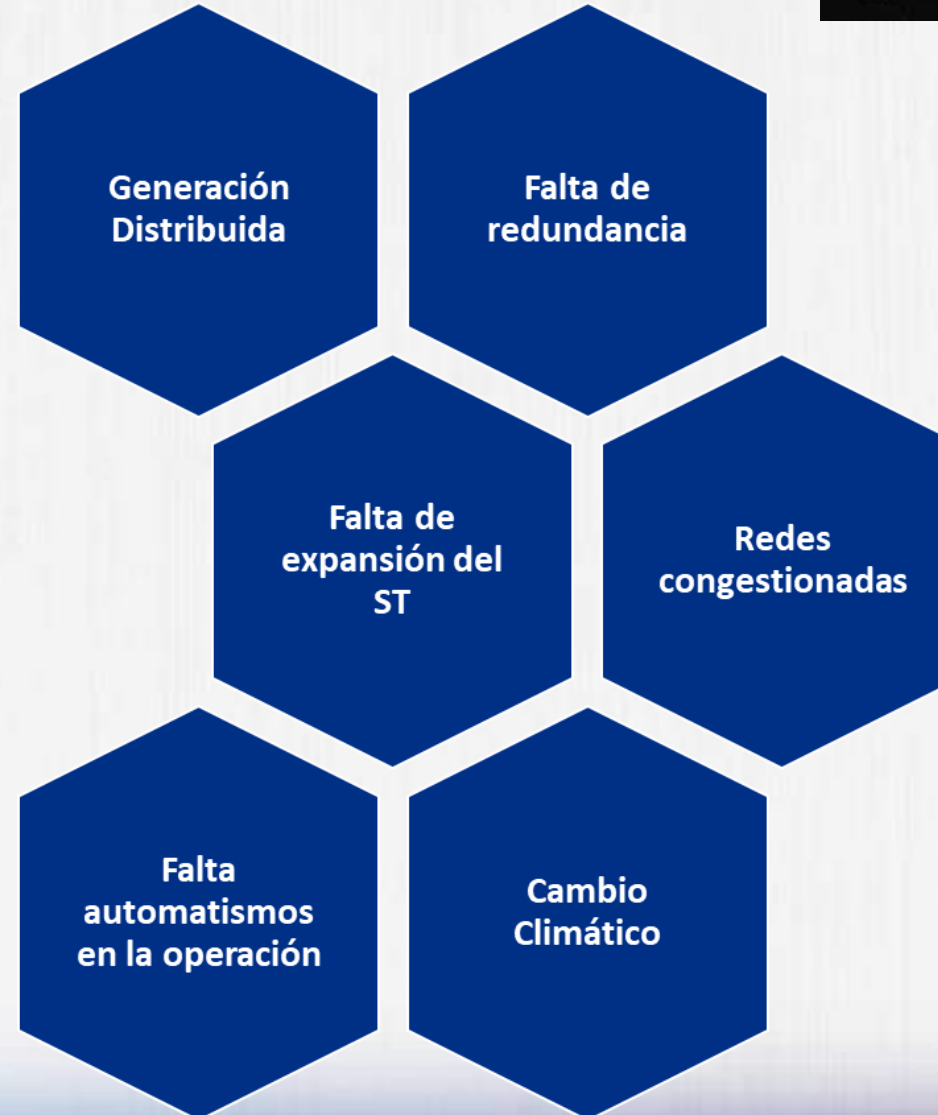 Generación
Distribuida
Falta de
redundancia
Falta de
expansión del
ST
Redes
congestionadas
Falta
automatismos
en la operación
Cambio
Climático